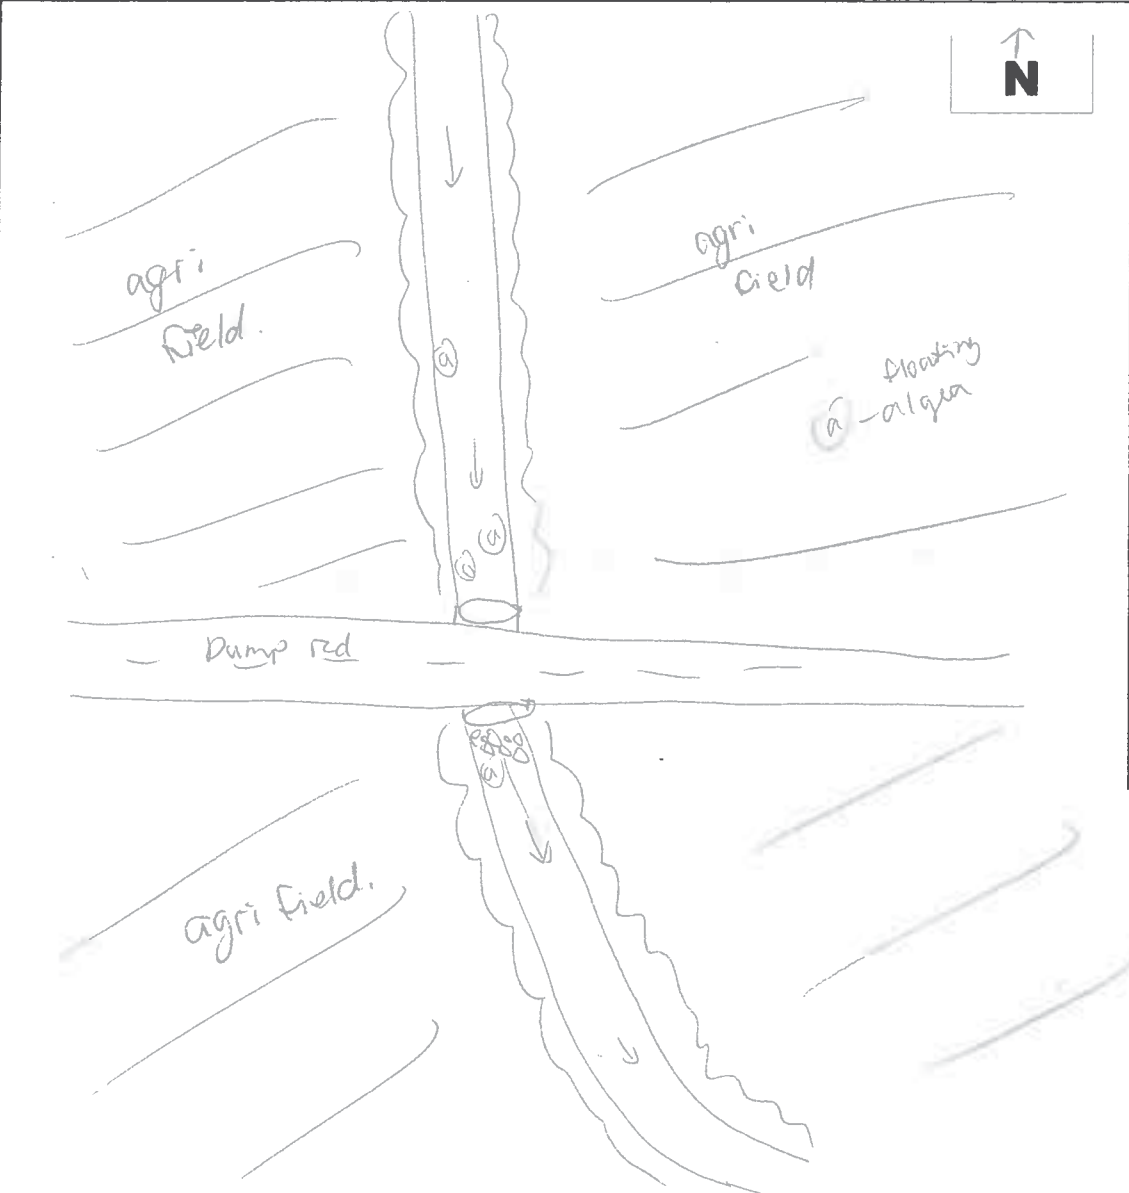 N
agri
field.
agri
field
floating
a - algea
a
a
a
Dump rd
a
agri field.